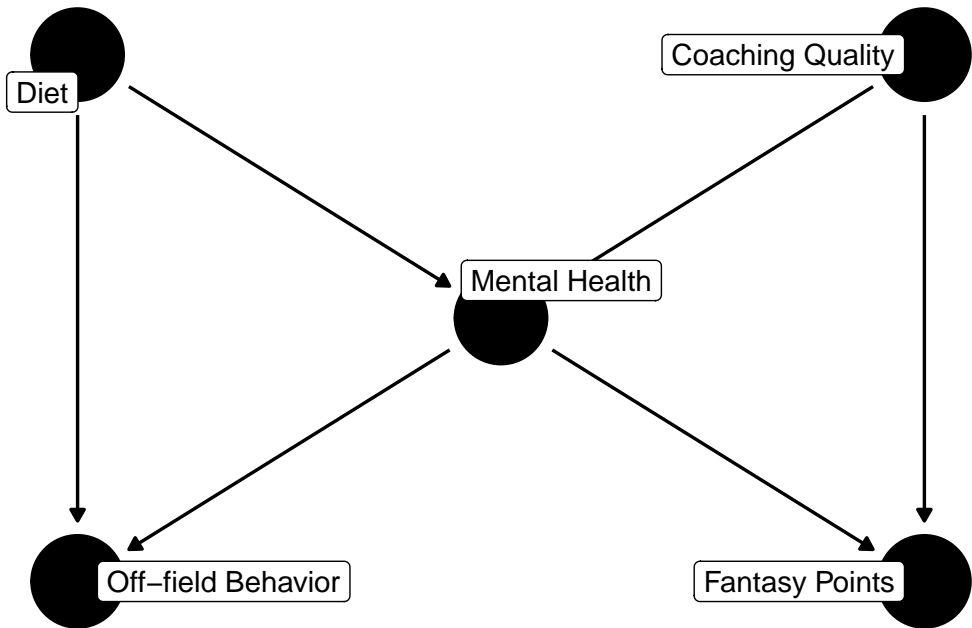 Coaching Quality
Diet
Mental Health
Off−field Behavior
Fantasy Points